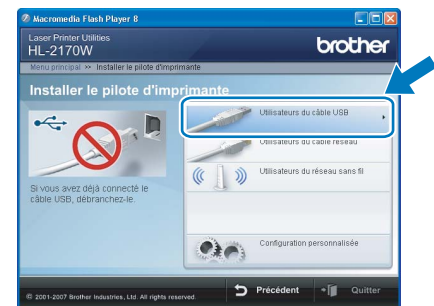 Macromedia Flash Player 8
Laser Printer Utilities
HL-2170W
brother
Menu principal >> Installer le pilote d'imprimante
Installer le pilote d'imprimante
Utilisateurs du câble USB
Utilisateurs du câble réseau
Utilisateurs du réseau sans fil
Si vous avez déjà connecté le
câble USB, débranchez-le.
Configuration personnalisée
© 2001-2007 Brother Industries, Ltd. All rights reserved.
Précédent
Quitter